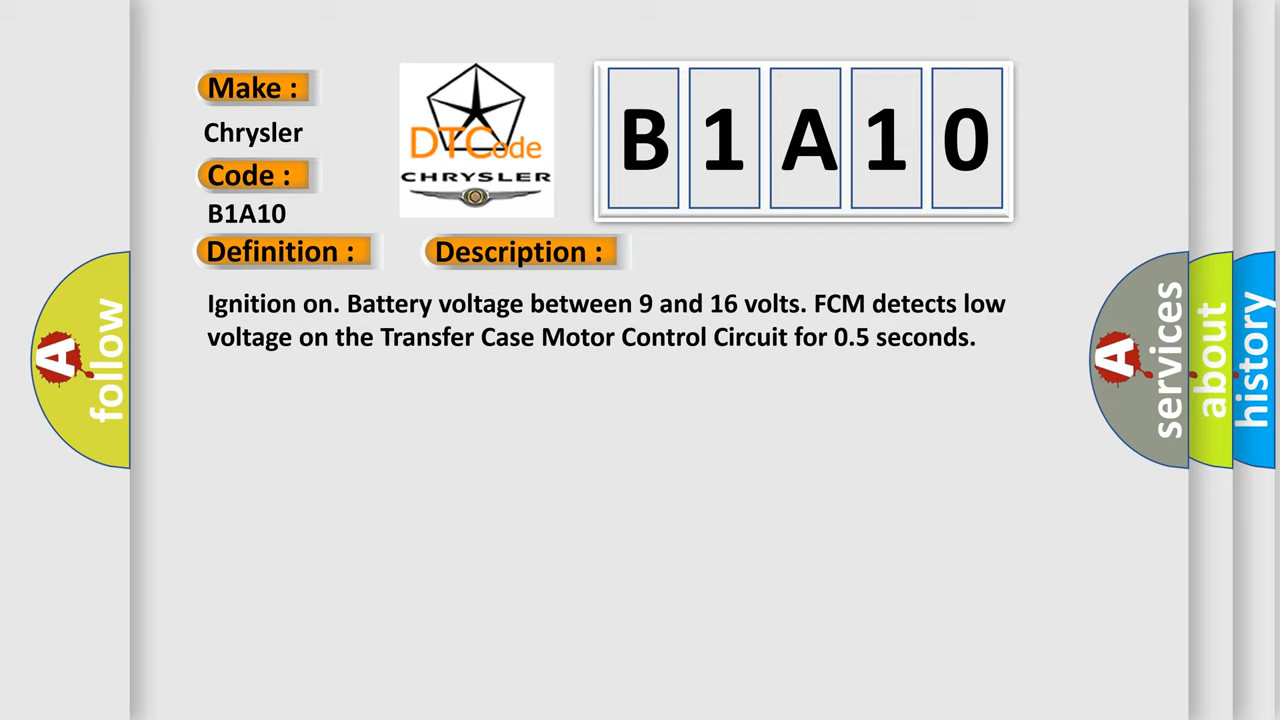 Make :
Chrysler
Code :
B1A10
Definition :
Description :
Ignition on. Battery voltage between 9 and 16 volts. FCM detects low
voltage on the Transfer Case Motor Control Circuit for 0.5 seconds.
DTCode
CHRYSLER
B 1 A 1 0
A
follow
A
services
about
history